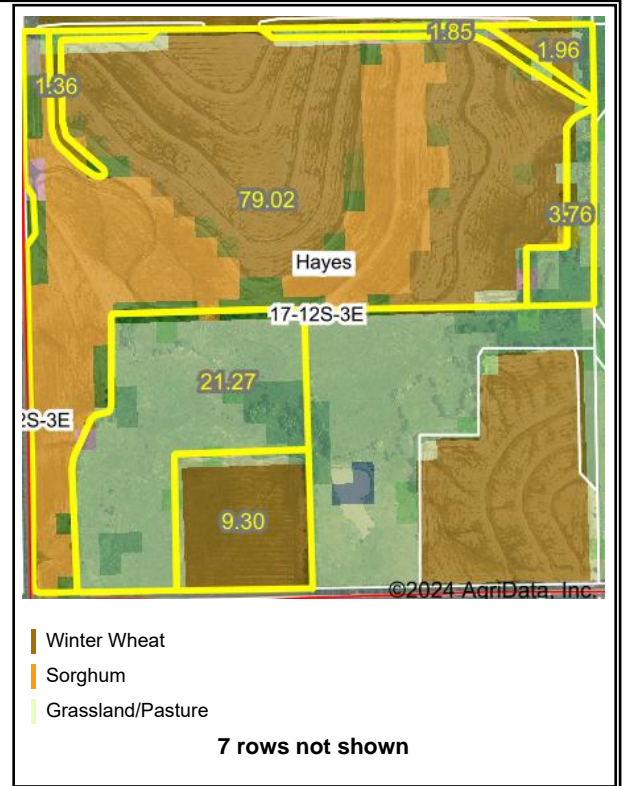 1.85
1.96
1.36
79.02
3.76
Hayes
17-12S-3E
21.27
2S-3E
9.30
©2024 AgriData, Inc.
Winter Wheat
Sorghum
Grassland/Pasture
7 rows not shown